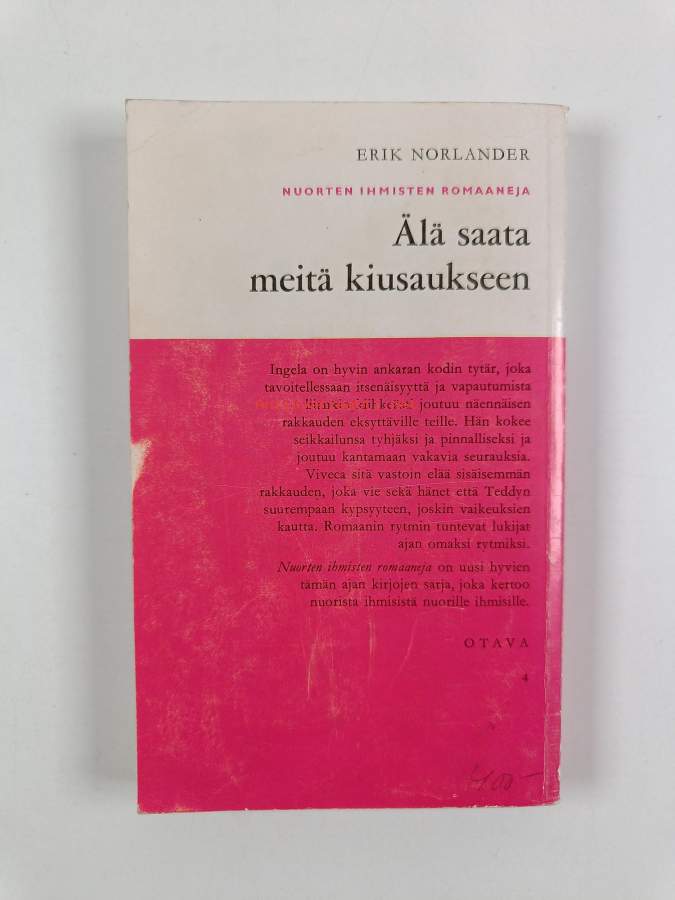 ERIK NORLANDER
NUORTEN IHMISTEN ROMAANEJA
Älä saata
meitä kiusaukseen
Ingela on hyvin ankaran kodin tytär, joka
tavoitellessaan itsenäisyyttä ja vapautumista
joutuu näennäisen
rakkauden eksyttäville teille. Hän kokee
seikkailunsa tyhjäksi ja pinnalliseksi ja
joutuu kantamaan vakavia seurauksia.
Viveca sitä vastoin elää sisäisemmän
rakkauden, joka vie sekä hänet että Teddyn
suurempaan kypsyyteen, joskin vaikeuksien
kautta. Romaanin rytmin tuntevat lukijat
ajan omaksi rytmiksi.
Nuorten ihmisten romaaneja on uusi hyvien
tämän ajan kirjojen sarja, joka kertoo
nuorista ihmisistä nuorille ihmisille.
OTAVA
4